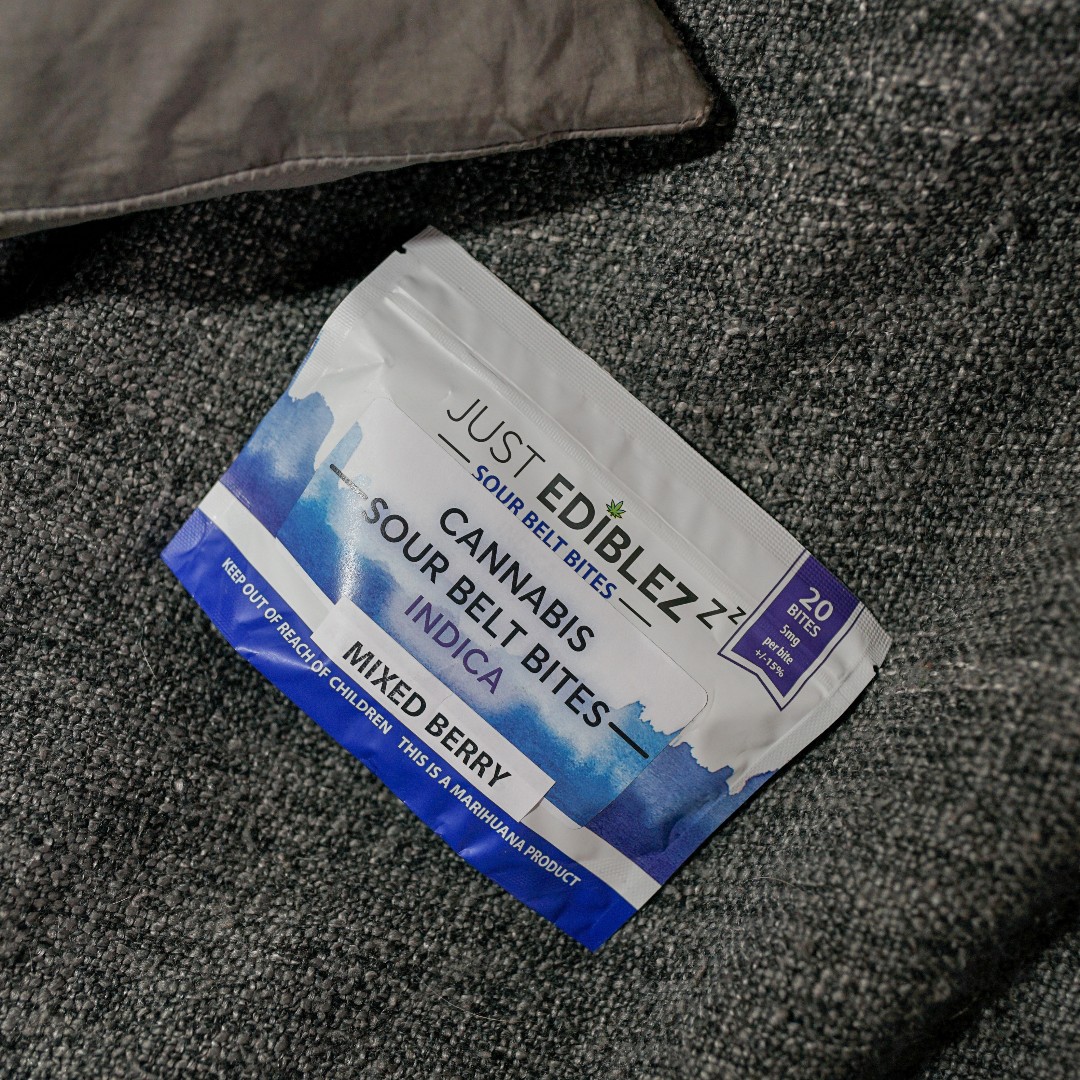 JUST EDIBLEZ Z Z
SOUR BELT BITES
20
BITES
5mg
per bite
+/-15%
CANNABIS
SOUR BELT BITES
INDICA
MIXED BERRY
KEEP OUT OF REACH OF CHILDREN THIS IS A MARIHUANA PRODUCT